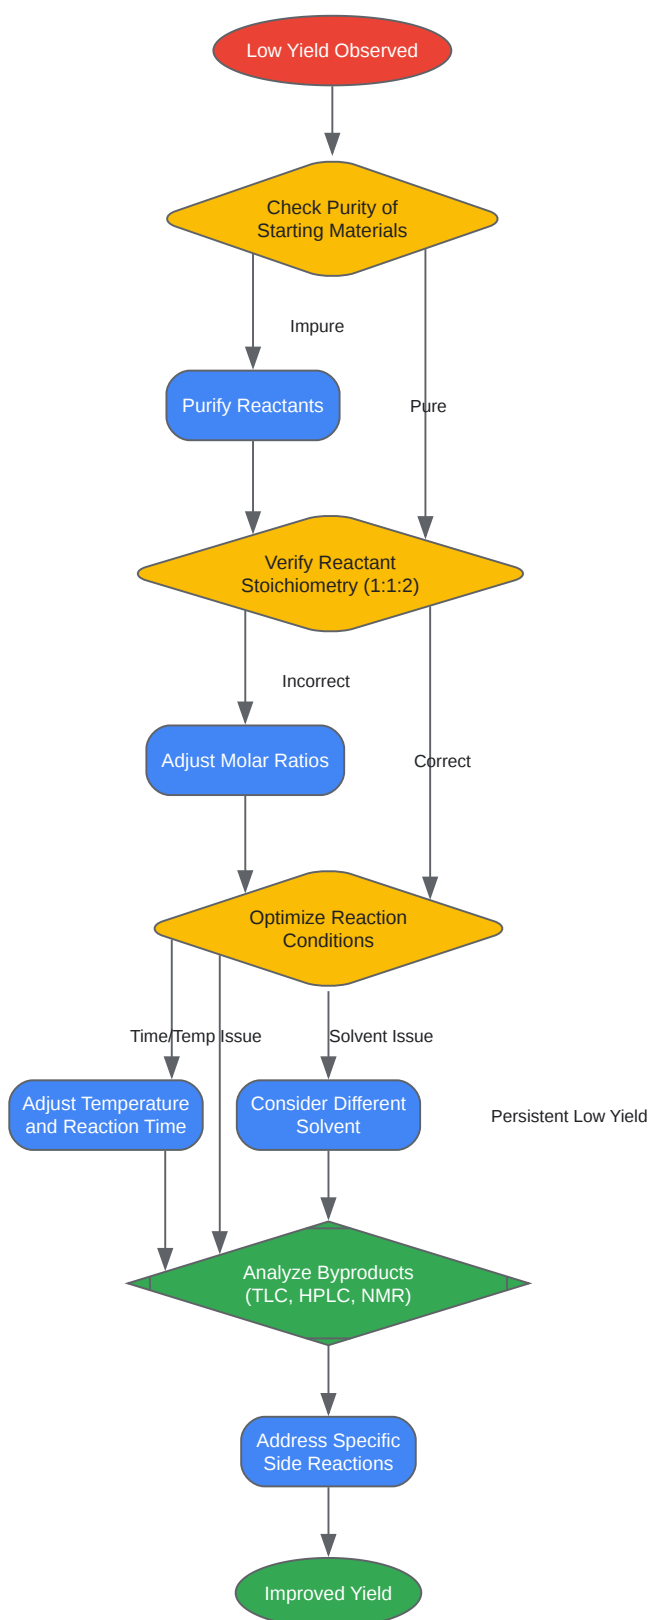 Low Yield Observed
Check Purity of
Starting Materials
Impure
Purify Reactants
Pure
Verify Reactant
Stoichiometry (1:1:2)
Incorrect
Adjust Molar Ratios
Correct
Optimize Reaction
Conditions
Time/Temp Issue
Solvent Issue
Adjust Temperature
and Reaction Time
Consider Different
Solvent
Persistent Low Yield
Analyze Byproducts
(TLC, HPLC, NMR)
Address Specific
Side Reactions
Improved Yield